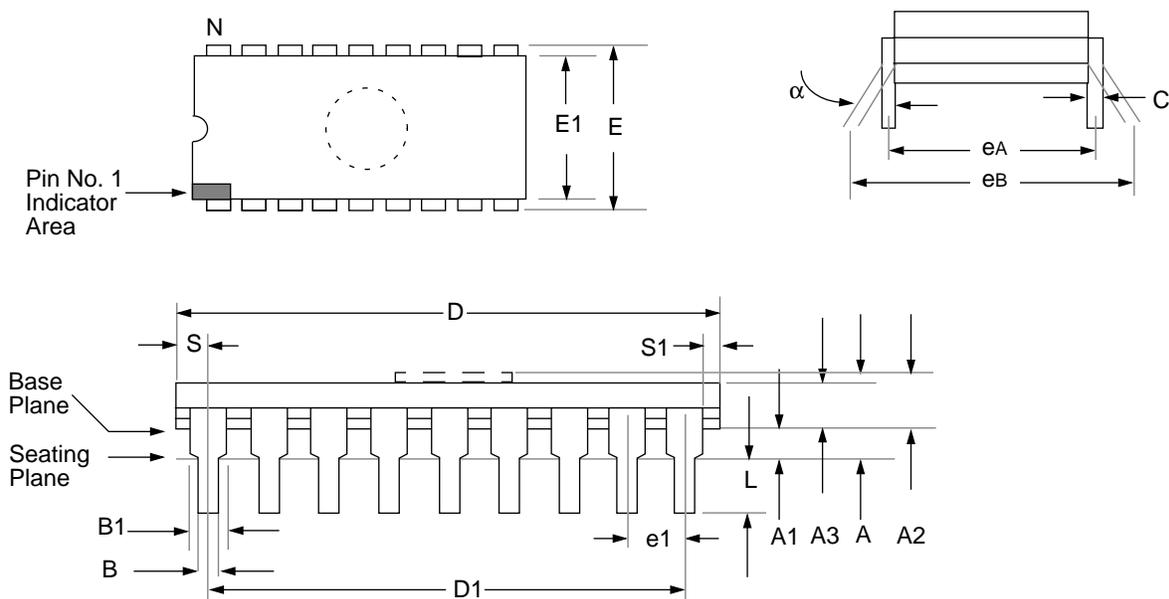 N
E1
E
Pin No. 1
Indicator
Area
α
C
eA
eB
D
S
S1
Base
Plane
Seating
Plane
L
B1
e1
A1
A3
A
A2
B
D1